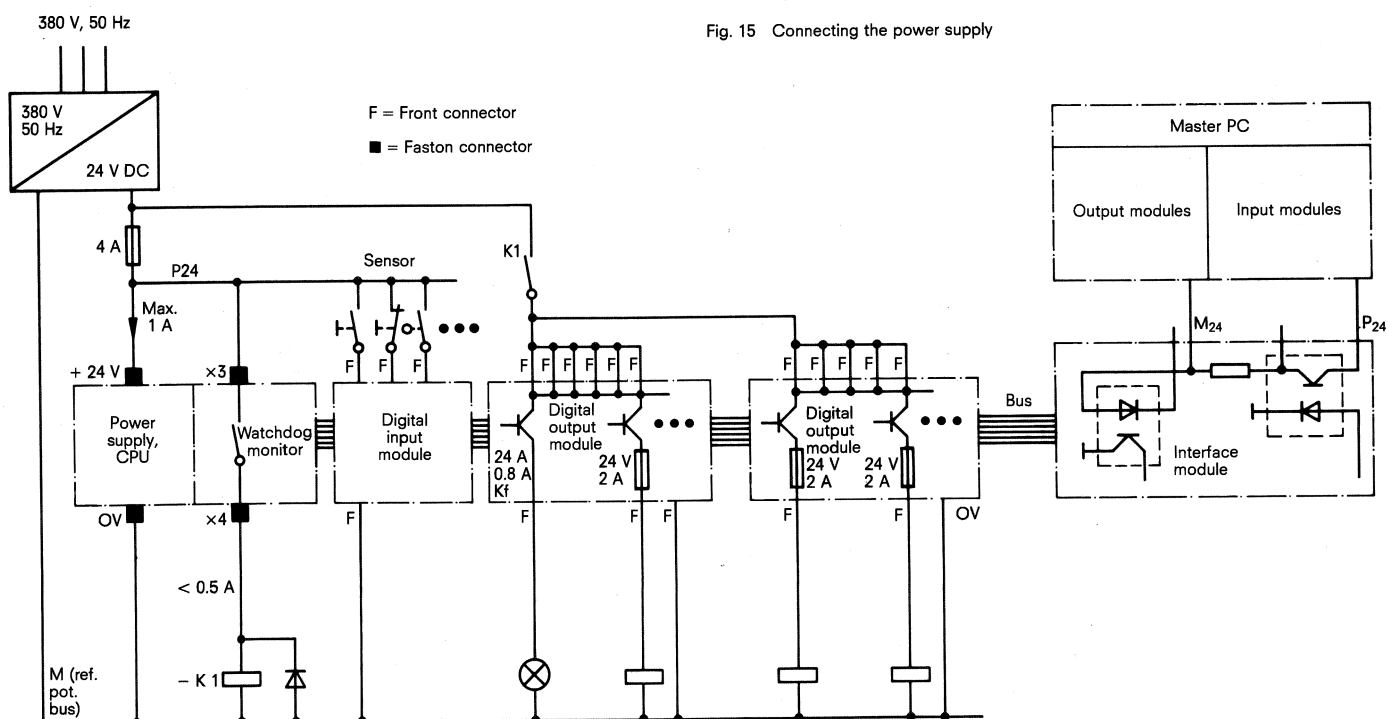 380 V, 50 Hz
Fig. 15 Connecting the power supply
380 V
50 Hz
24 V DC
F = Front connector
■ = Faston connector
Master PC
Output modules
Input modules
4 A
P24
Sensor
K1
Max.
1 A
M24
P24
+ 24 V
×3
F
F
F
F
F
F
F
F
F
F
F
F
F
Power
supply,
CPU
Watchdog
monitor
Digital
input
module
Digital
output
module
24 A
0.8 A
Kf
24 V
2 A
Digital
output
module
24 V
2 A
24 V
2 A
Bus
Interface
module
OV
×4
F
F
F
F
F
OV
< 0.5 A
– K 1
M (ref.
pot.
bus)